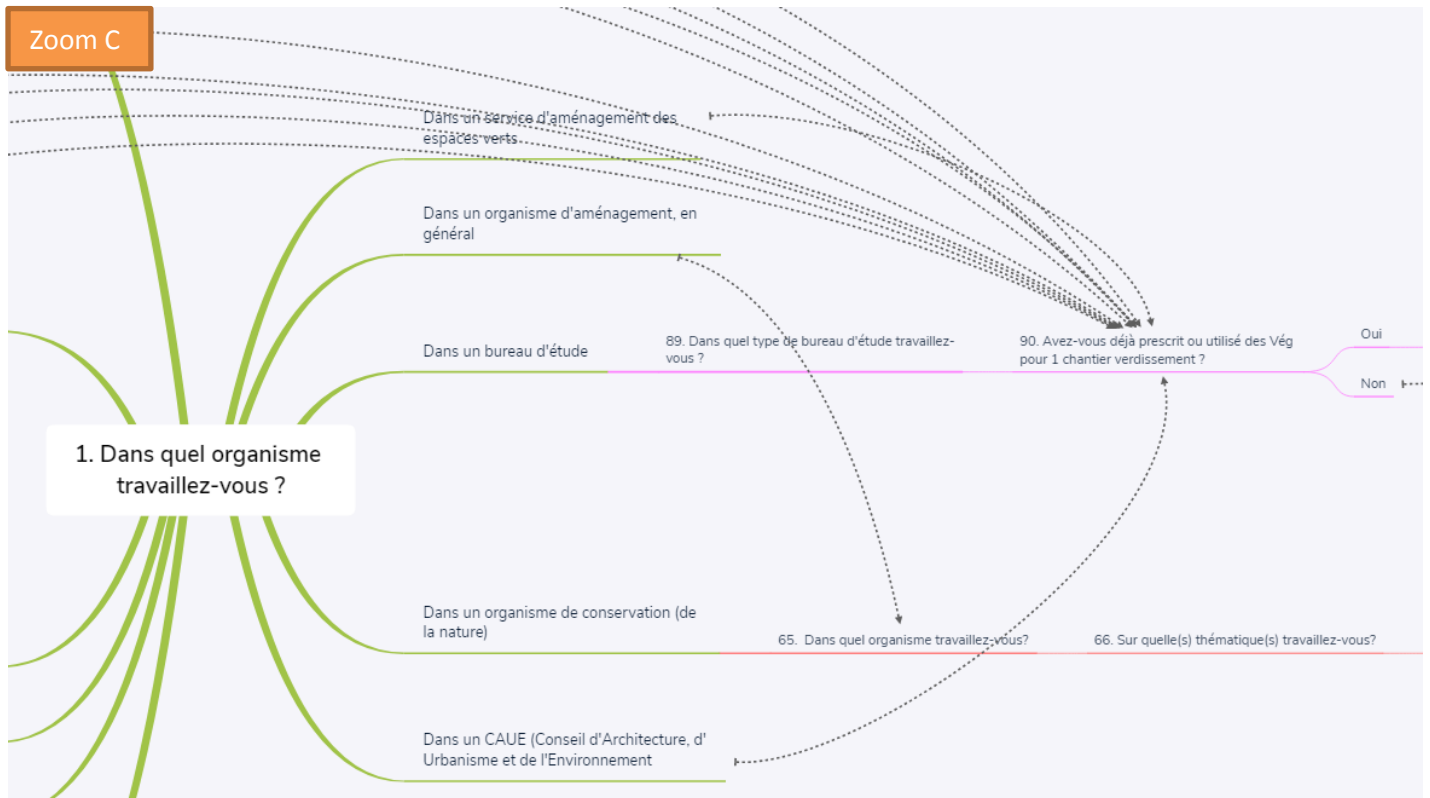 Zoom C
Dans un service d'aménagement des
espaces verts
Dans un organisme d'aménagement, en
général
Dans un bureau d'étude
89. Dans quel type de bureau d'étude travaillez-
vous ?
90. Avez-vous déjà prescrit ou utilisé des Vég
pour 1 chantier verdissement ?
Oui
Non
1. Dans quel organisme
travaillez-vous ?
Dans un organisme de conservation (de
la nature)
65. Dans quel organisme travaillez-vous?
66. Sur quelle(s) thématique(s) travaillez-vous?
Dans un CAUE (Conseil d'Architecture, d'
Urbanisme et de l'Environnement